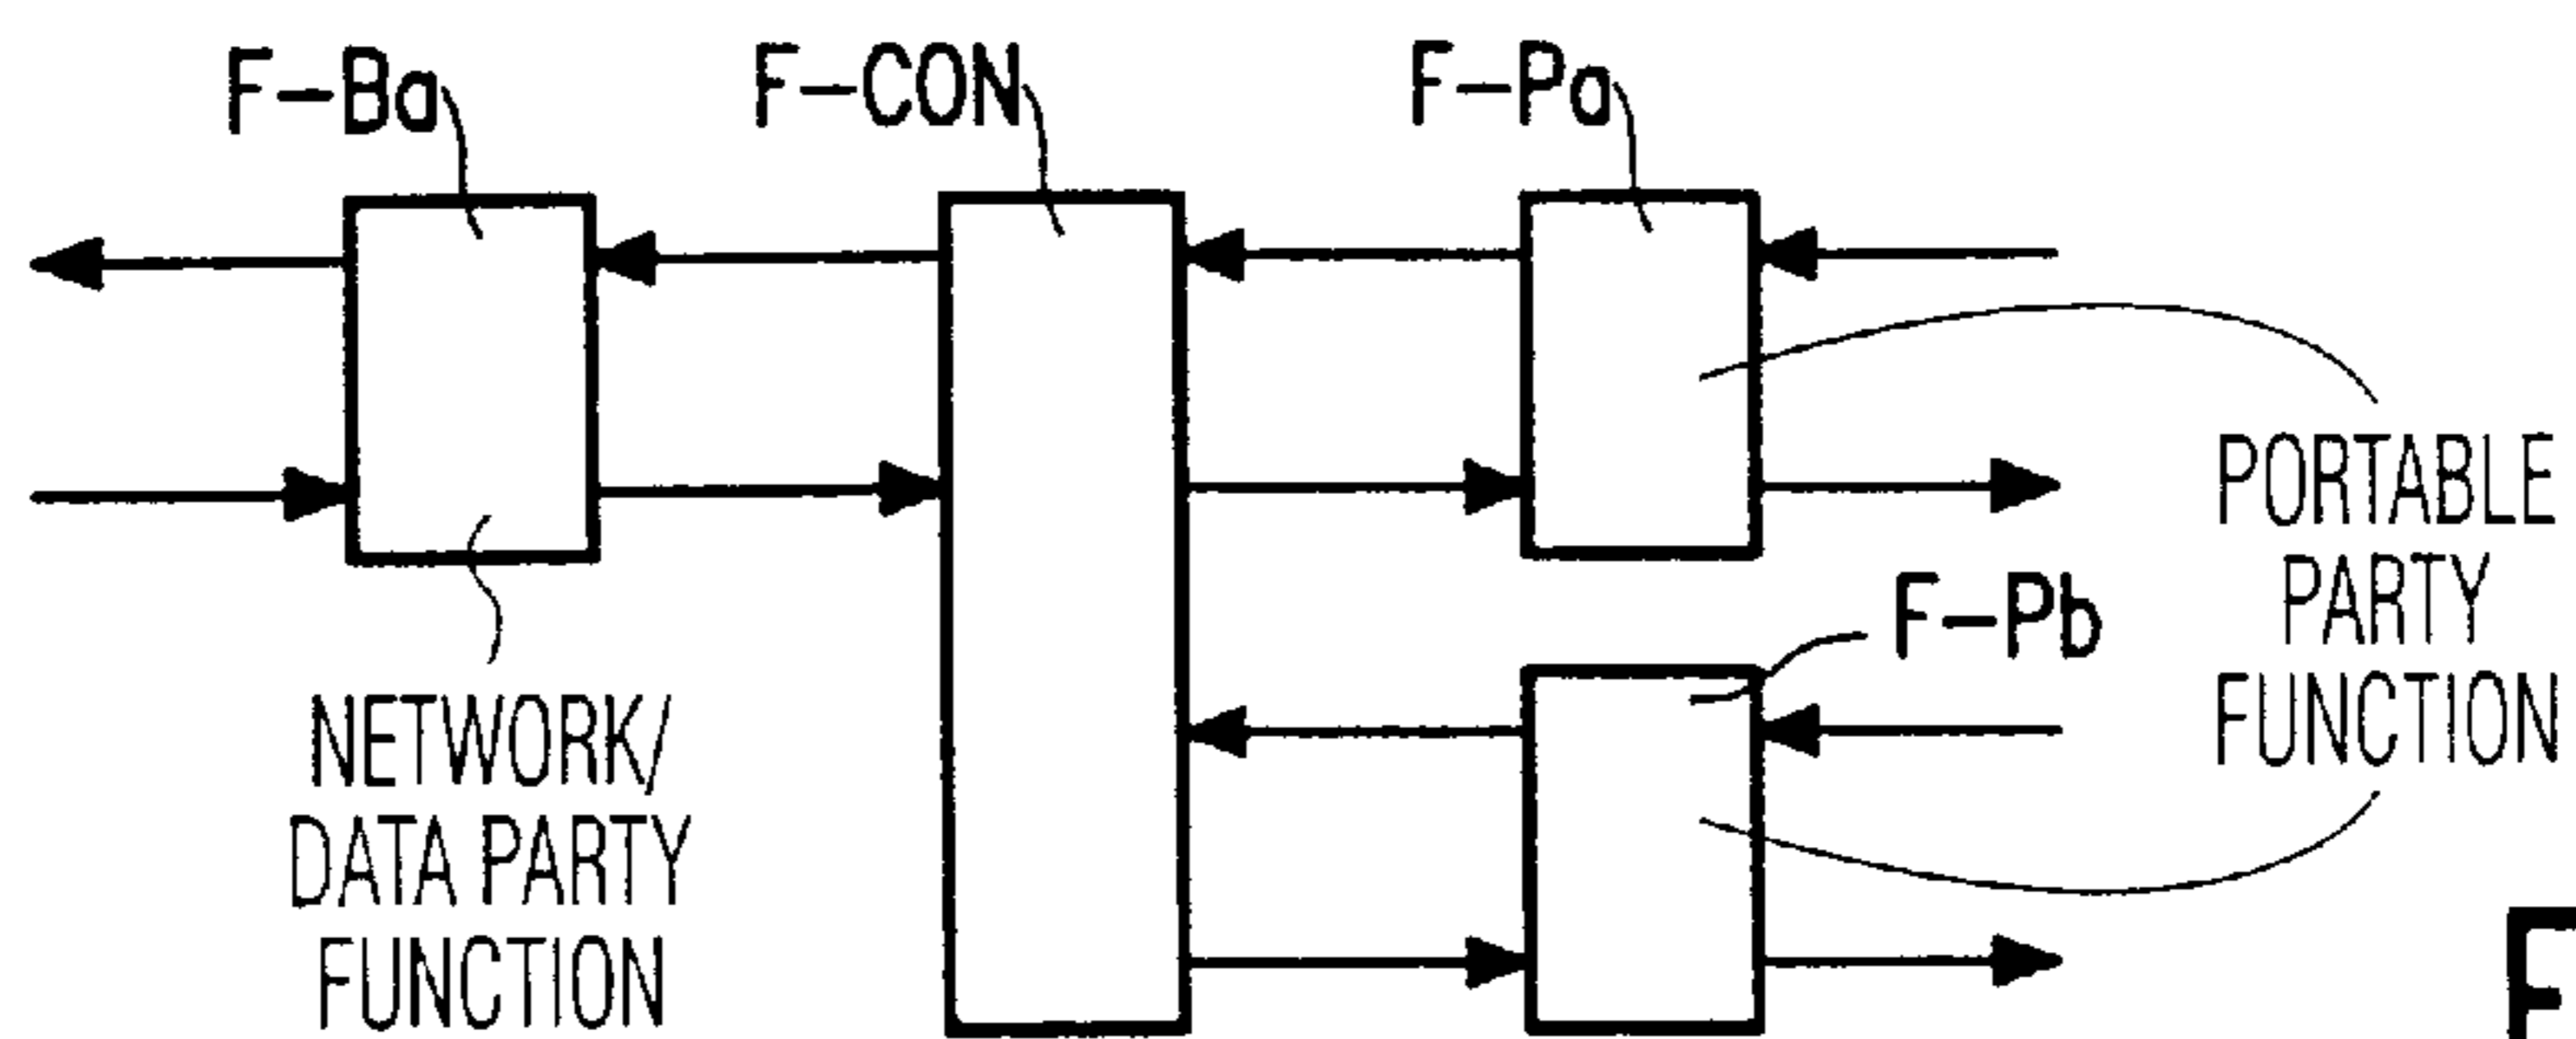 F-Ba
F-CON
F-Pa
PORTABLE
PARTY
FUNCTION
F-Pb
NETWORK/
DATA PARTY
FUNCTION
F